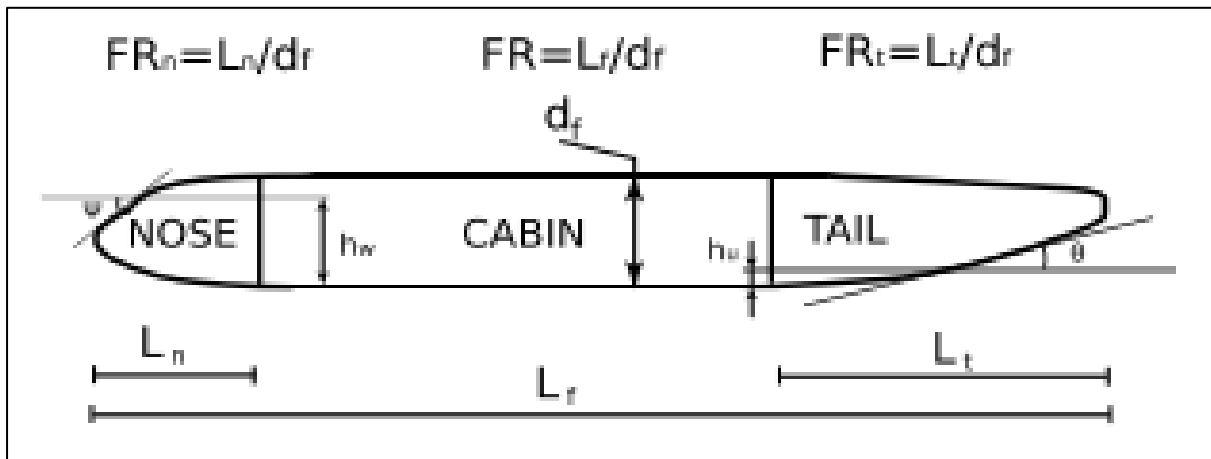 FRn=Ln/df FR=Lf/df FRt=Lt/df
df
ψ
NOSE hw CABIN hu TAIL θ
Ln Lt
Lf